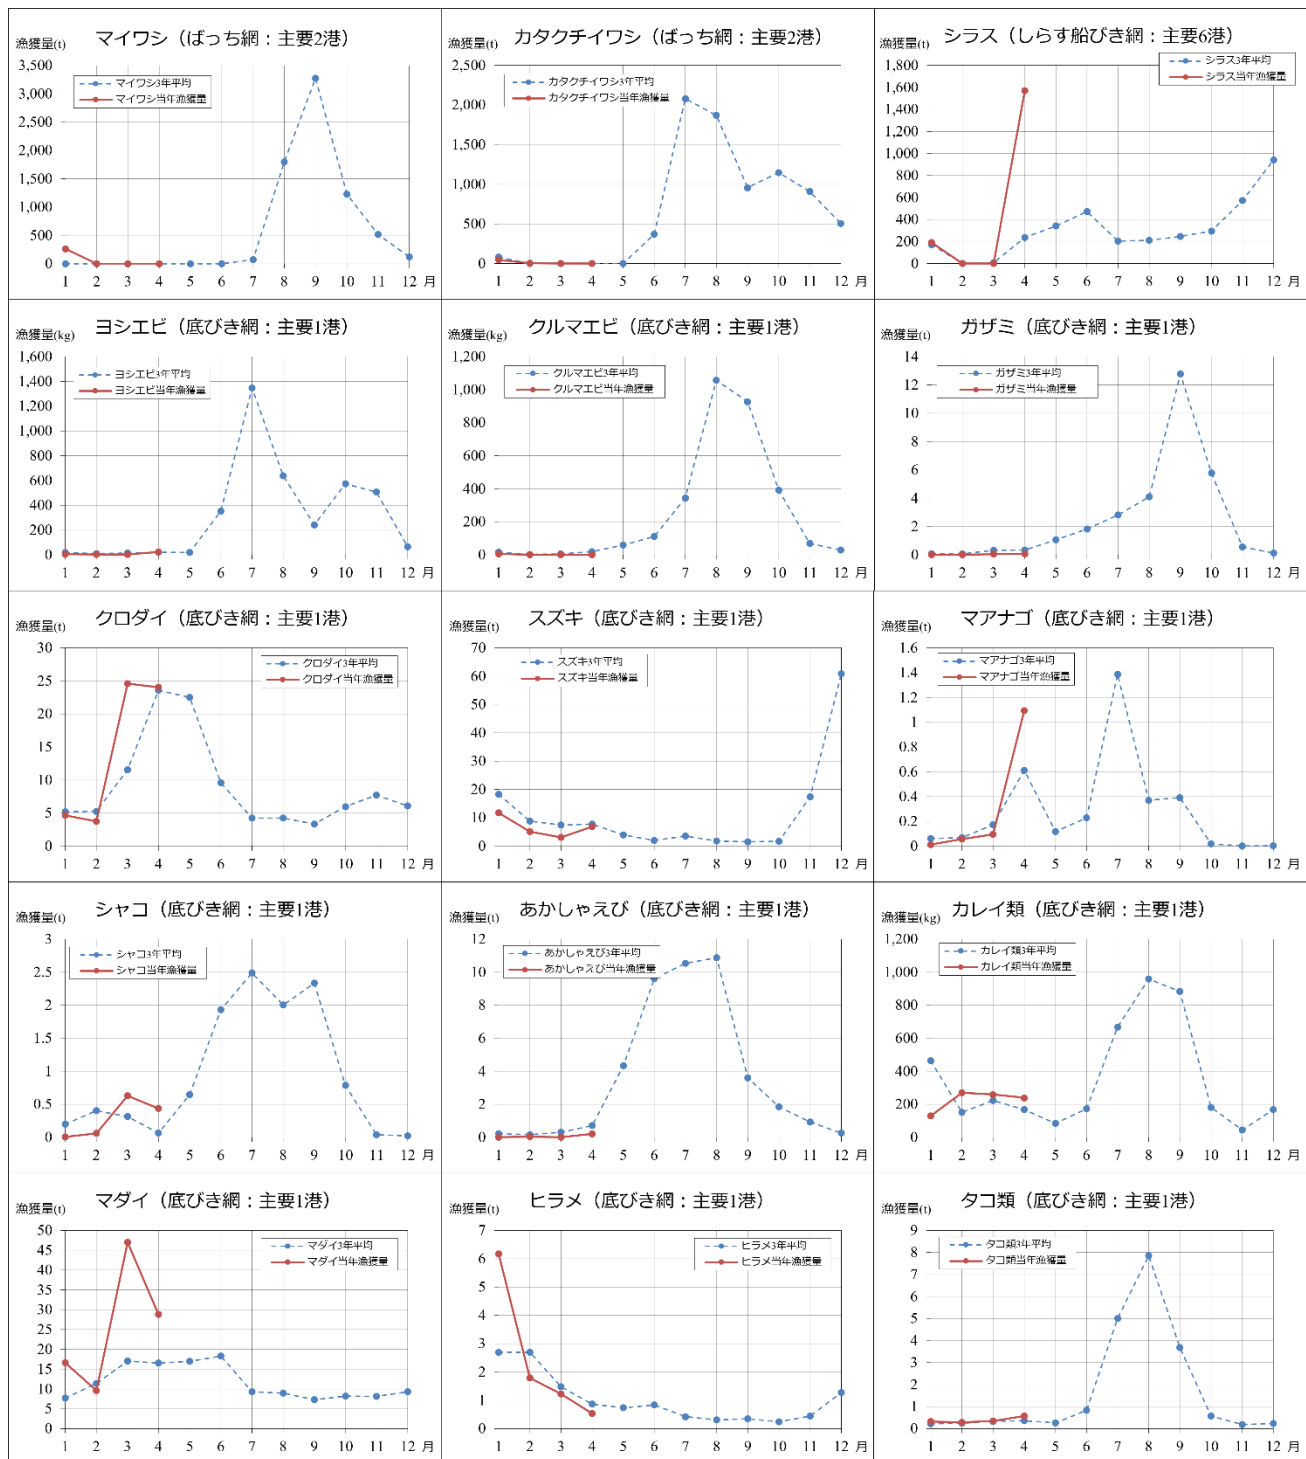 マイワシ（ばっち網：主要2港）
漁獲量(t)
マイワシ3年平均
マイワシ当年漁獲量
3,500
3,000
2,500
2,000
1,500
1,000
500
0
1 2 3 4 5 6 7 8 9 10 11 12 月
カタクチイワシ（ばっち網：主要2港）
漁獲量(t)
カタクチイワシ3年平均
カタクチイワシ当年漁獲量
2,500
2,000
1,500
1,000
500
0
1 2 3 4 5 6 7 8 9 10 11 12 月
シラス（しらす船びき網：主要6港）
漁獲量(t)
シラス3年平均
シラス当年漁獲量
1,800
1,600
1,400
1,200
1,000
800
600
400
200
0
1 2 3 4 5 6 7 8 9 10 11 12 月
ヨシエビ（底びき網：主要1港）
漁獲量(kg)
ヨシエビ3年平均
ヨシエビ当年漁獲量
1,600
1,400
1,200
1,000
800
600
400
200
0
1 2 3 4 5 6 7 8 9 10 11 12 月
クルマエビ（底びき網：主要1港）
漁獲量(kg)
クルマエビ3年平均
クルマエビ当年漁獲量
1,200
1,000
800
600
400
200
0
1 2 3 4 5 6 7 8 9 10 11 12 月
ガザミ（底びき網：主要1港）
漁獲量(t)
ガザミ3年平均
ガザミ当年漁獲量
14
12
10
8
6
4
2
0
1 2 3 4 5 6 7 8 9 10 11 12 月
クロダイ（底びき網：主要1港）
漁獲量(t)
クロダイ3年平均
クロダイ当年漁獲量
30
25
20
15
10
5
0
1 2 3 4 5 6 7 8 9 10 11 12 月
スズキ（底びき網：主要1港）
漁獲量(t)
スズキ3年平均
スズキ当年漁獲量
70
60
50
40
30
20
10
0
1 2 3 4 5 6 7 8 9 10 11 12 月
マアナゴ（底びき網：主要1港）
漁獲量(t)
マアナゴ3年平均
マアナゴ当年漁獲量
1.6
1.4
1.2
1
0.8
0.6
0.4
0.2
0
1 2 3 4 5 6 7 8 9 10 11 12 月
シャコ（底びき網：主要1港）
漁獲量(t)
シャコ3年平均
シャコ当年漁獲量
3
2.5
2
1.5
1
0.5
0
1 2 3 4 5 6 7 8 9 10 11 12 月
あかしゃえび（底びき網：主要1港）
漁獲量(t)
あかしゃえび3年平均
あかしゃえび当年漁獲量
12
10
8
6
4
2
0
1 2 3 4 5 6 7 8 9 10 11 12 月
カレイ類（底びき網：主要1港）
漁獲量(kg)
カレイ類3年平均
カレイ類当年漁獲量
1,200
1,000
800
600
400
200
0
1 2 3 4 5 6 7 8 9 10 11 12 月
マダイ（底びき網：主要1港）
漁獲量(t)
マダイ3年平均
マダイ当年漁獲量
50
45
40
35
30
25
20
15
10
5
0
1 2 3 4 5 6 7 8 9 10 11 12 月
ヒラメ（底びき網：主要1港）
漁獲量(t)
ヒラメ3年平均
ヒラメ当年漁獲量
7
6
5
4
3
2
1
0
1 2 3 4 5 6 7 8 9 10 11 12 月
タコ類（底びき網：主要1港）
漁獲量(t)
タコ類3年平均
タコ類当年漁獲量
9
8
7
6
5
4
3
2
1
0
1 2 3 4 5 6 7 8 9 10 11 12 月